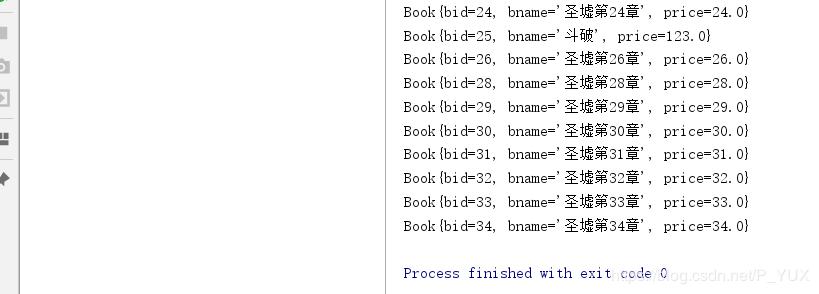 Book{bid=24, bname='圣墟第24章', price=24.0}
Book{bid=25, bname='斗破', price=123.0}
Book{bid=26, bname='圣墟第26章', price=26.0}
Book{bid=28, bname='圣墟第28章', price=28.0}
Book{bid=29, bname='圣墟第29章', price=29.0}
Book{bid=30, bname='圣墟第30章', price=30.0}
Book{bid=31, bname='圣墟第31章', price=31.0}
Book{bid=32, bname='圣墟第32章', price=32.0}
Book{bid=33, bname='圣墟第33章', price=33.0}
Book{bid=34, bname='圣墟第34章', price=34.0}
Process finished with exit code 0
https://blog.csdn.net/P_YUX